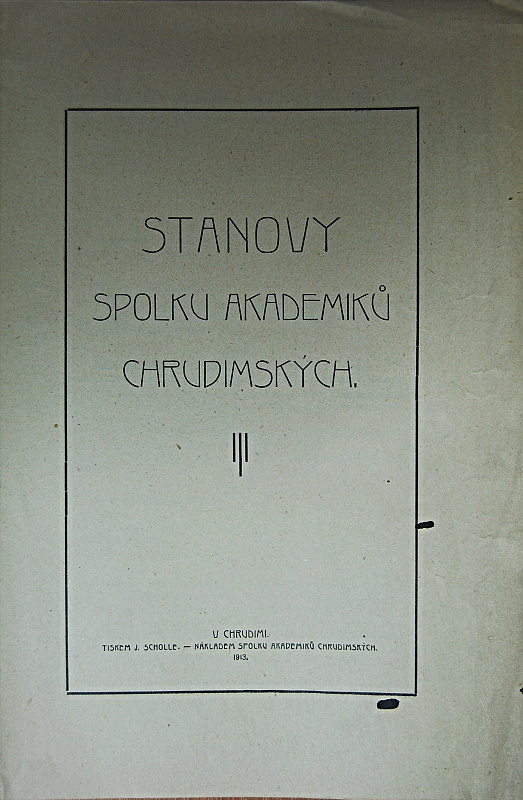 STANOVY
SPOLKU AKADEMIKŮ
CHRUDIMSKÝCH.
V CHRUDIMI.
TISKEM J. SCHOLLE. — NÁKLADEM SPOLKU AKADEMIKŮ CHRUDIMSKÝCH.
1913.